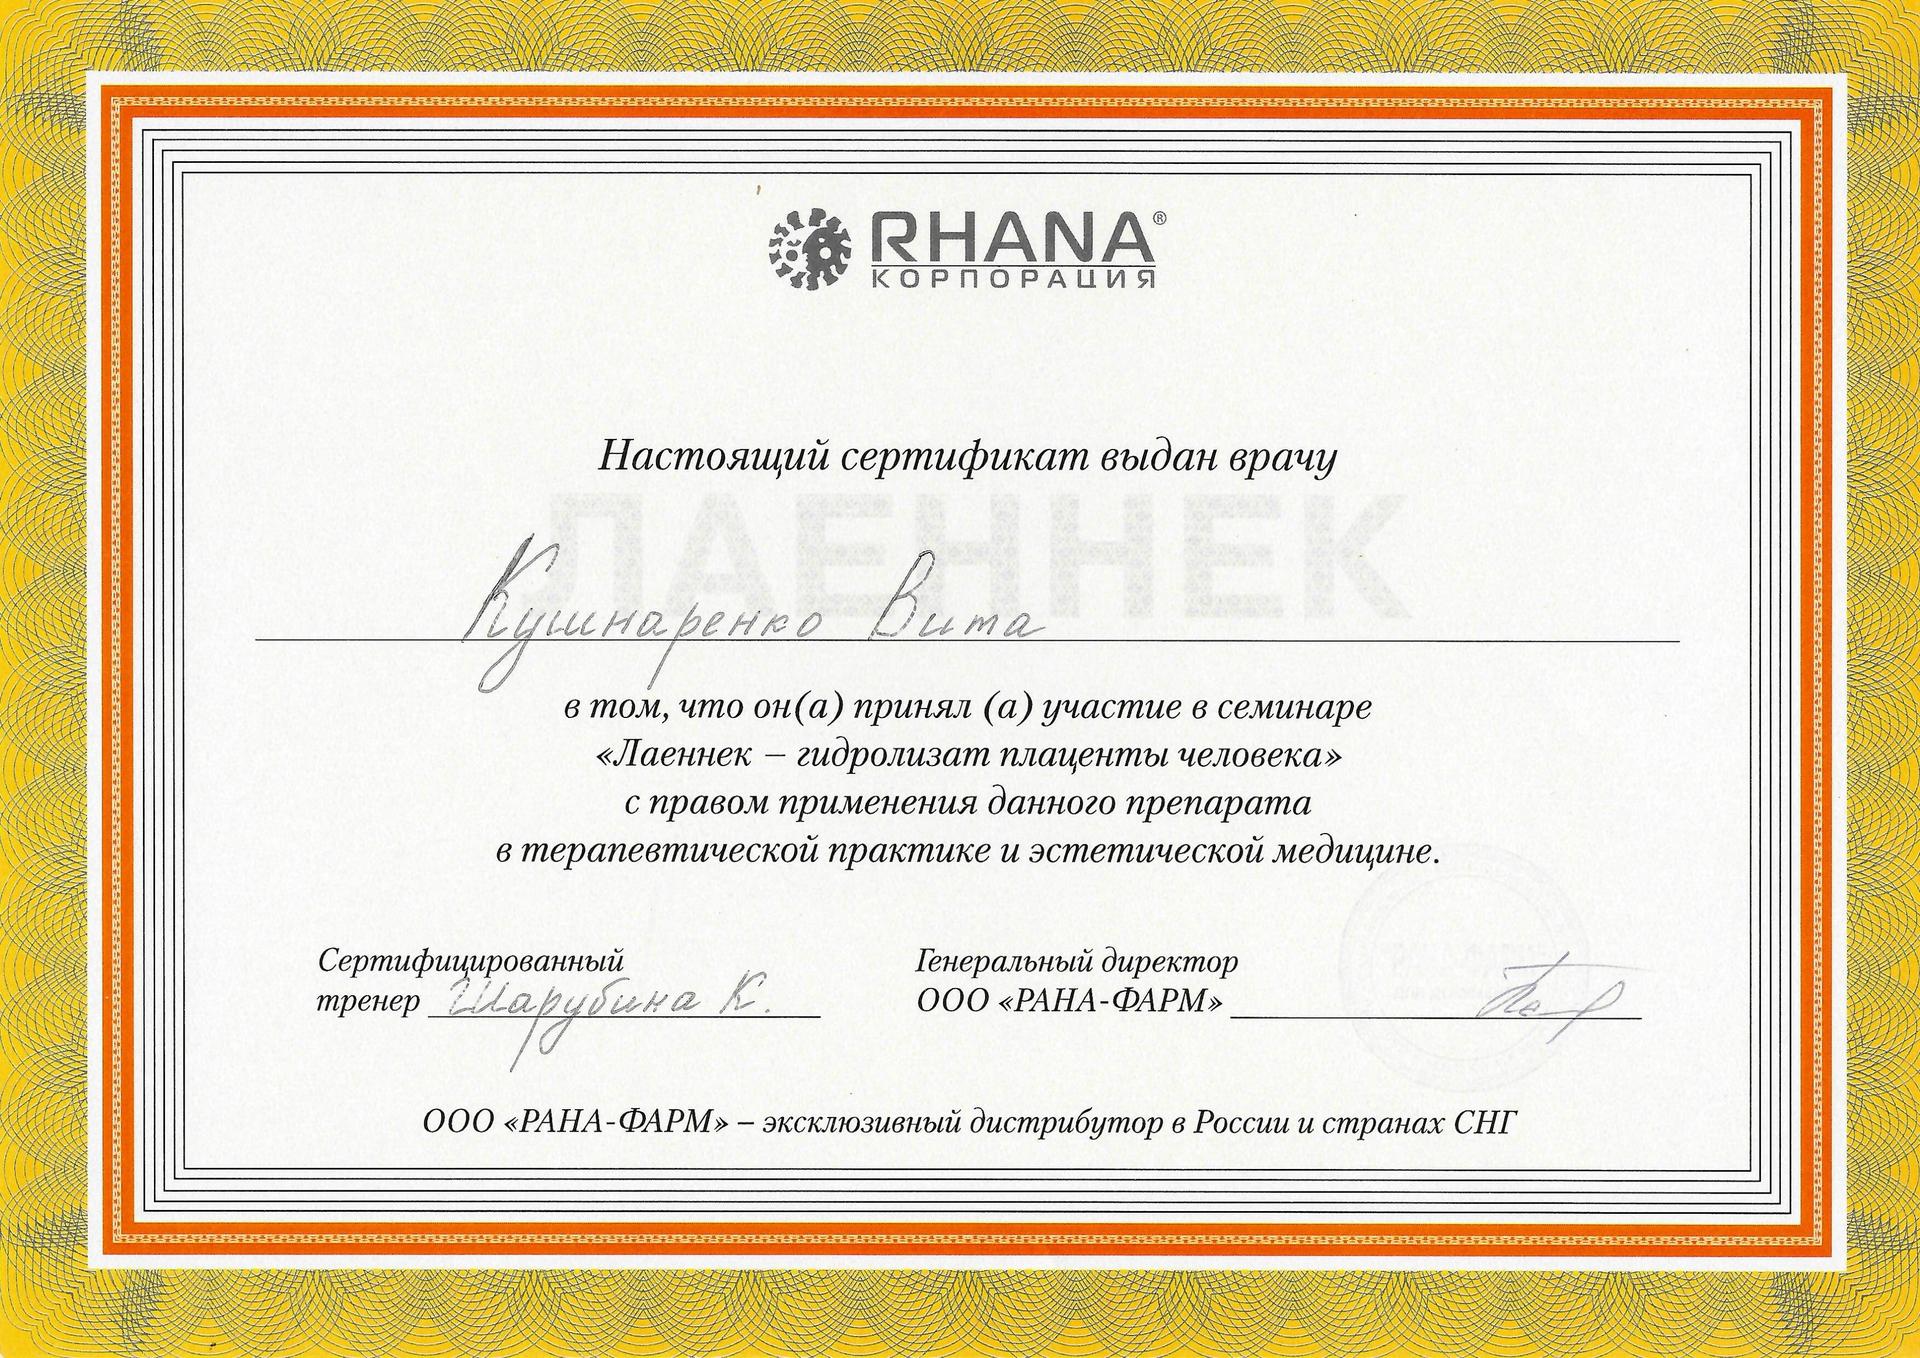 RHANA®
КОРПОРАЦИЯ
Настоящий сертификат выдан врачу
ЛАЕННЕК
Кушнаренко Вита
в том, что он(а) принял (а) участие в семинаре
«Лаеннек – гидролизат плаценты человека»
с правом применения данного препарата
в терапевтической практике и эстетической медицине.
Сертифицированный
тренер Шарубина К.
Генеральный директор
ООО «РАНА-ФАРМ»
ООО «РАНА-ФАРМ» – эксклюзивный дистрибутор в России и странах СНГ